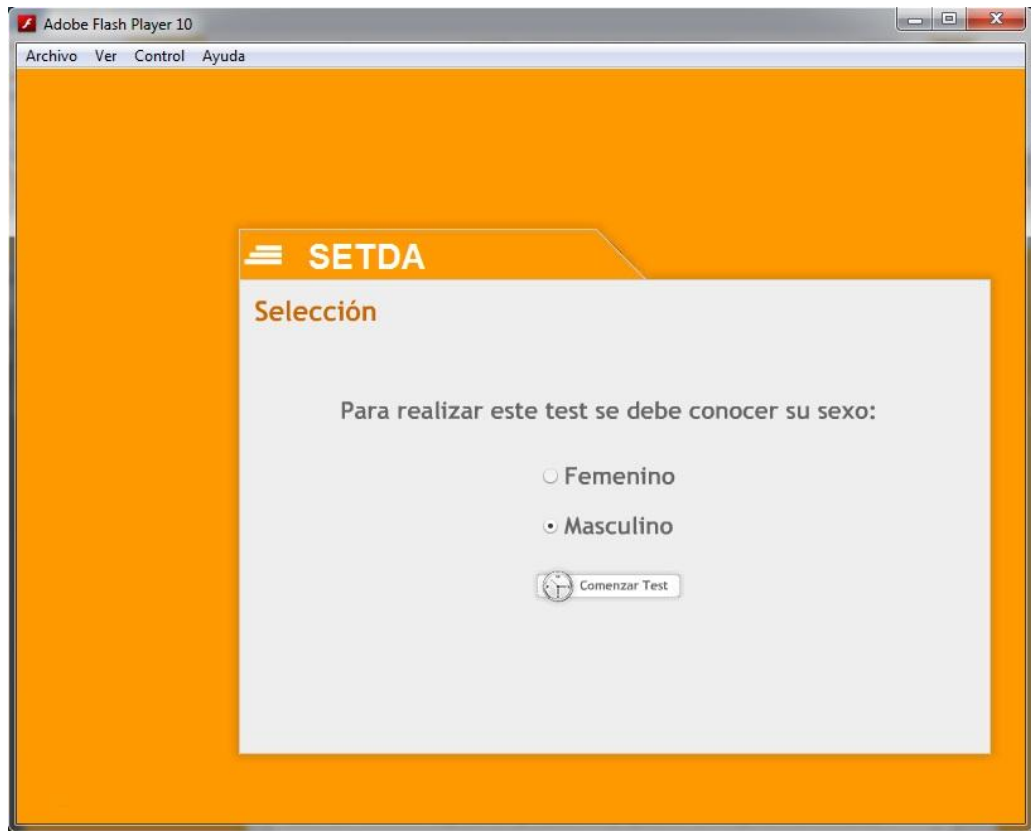 Adobe Flash Player 10
Archivo Ver Control Ayuda
SETDA
Selección
Para realizar este test se debe conocer su sexo:
Femenino
Masculino
Comenzar Test